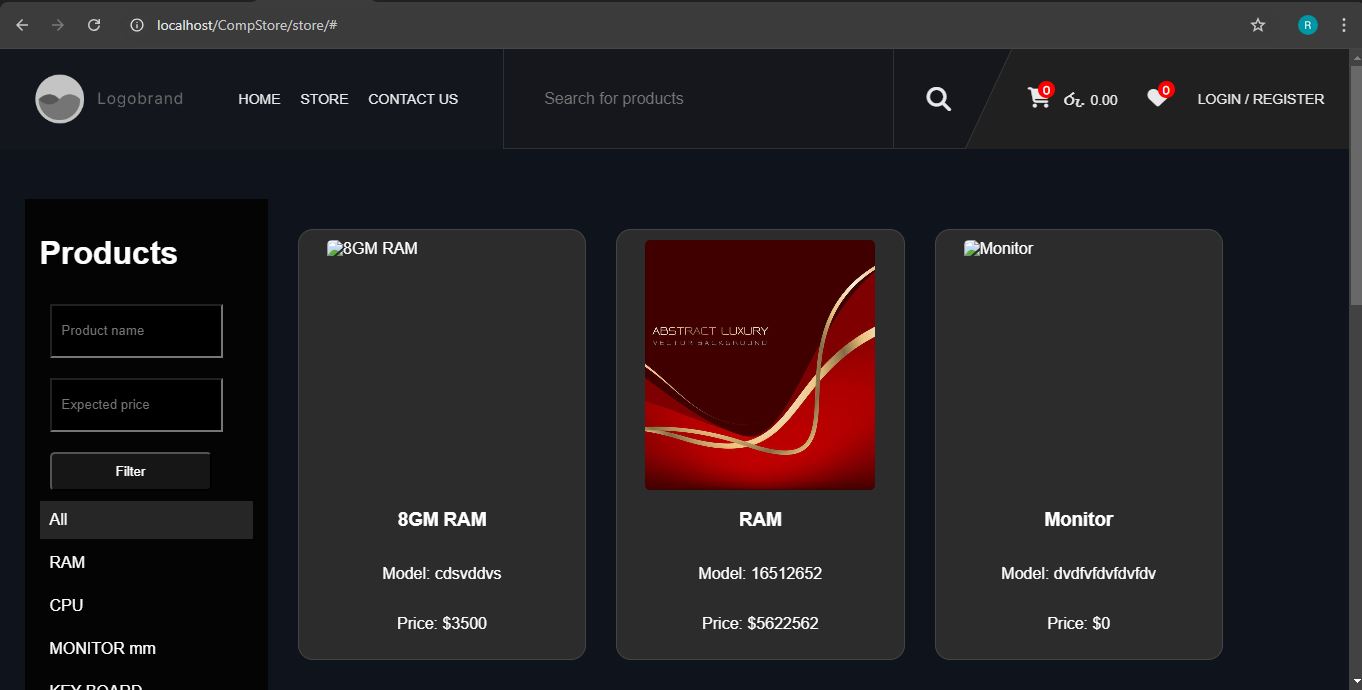 localhost/CompStore/store/#
R
Logobrand
HOME STORE CONTACT US
Search for products
0
රු. 0.00
0
LOGIN / REGISTER
Products
Product name
Expected price
Filter
All
RAM
CPU
MONITOR mm
KEY BOARD
8GM RAM
8GM RAM
Model: cdsvddvs
Price: $3500
ABSTRACT LUXURY
VECTOR BACKGROUND
RAM
Model: 16512652
Price: $5622562
Monitor
Monitor
Model: dvdfvfdvfdvfdv
Price: $0